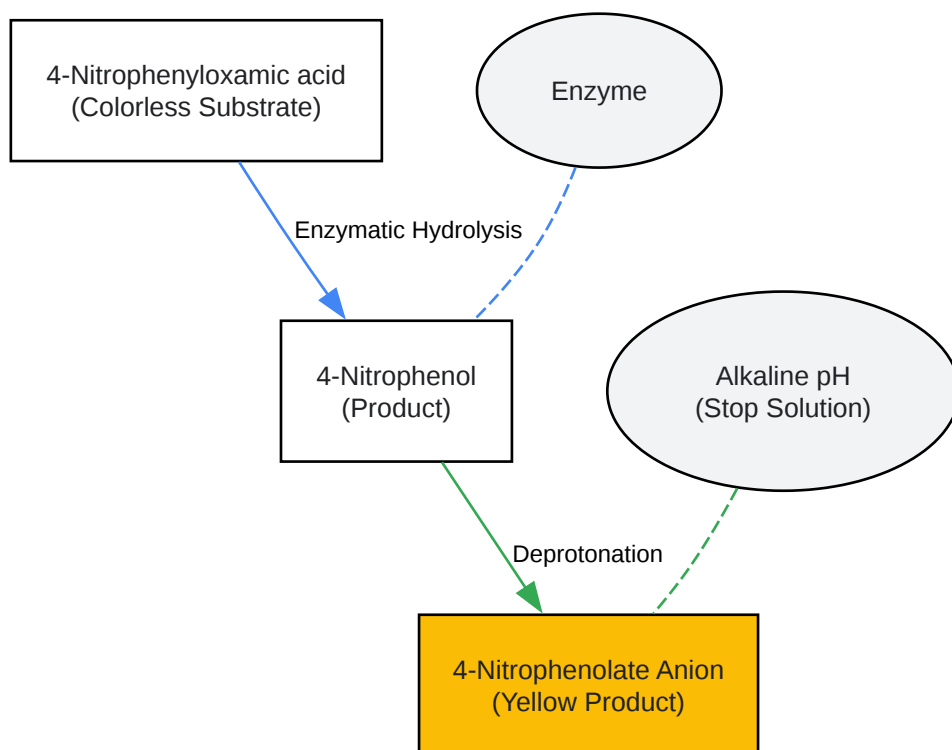 4-Nitrophenyloxamic acid
(Colorless Substrate)
Enzyme
Enzymatic Hydrolysis
4-Nitrophenol
(Product)
Alkaline pH
(Stop Solution)
Deprotonation
4-Nitrophenolate Anion
(Yellow Product)